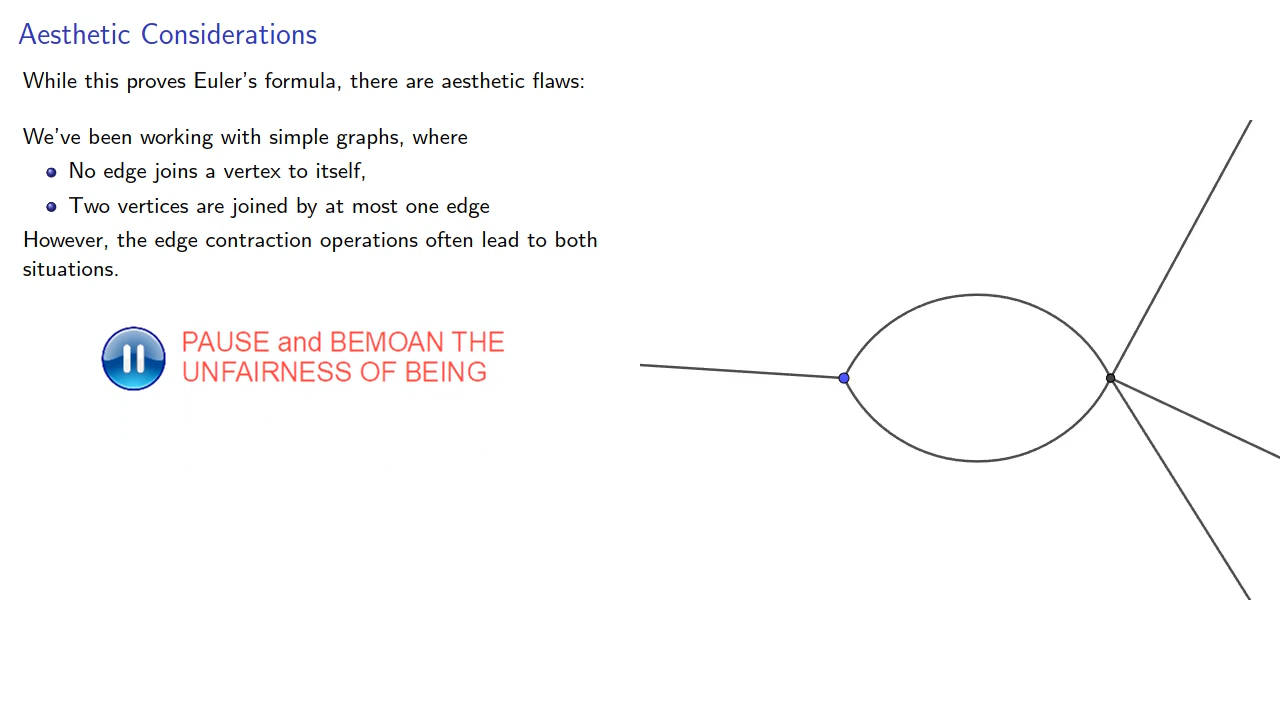 Aesthetic Considerations
While this proves Euler's formula, there are aesthetic flaws:
We've been working with simple graphs, where
No edge joins a vertex to itself,
Two vertices are joined by at most one edge
However, the edge contraction operations often lead to both
situations.
PAUSE and BEMOAN THE
UNFAIRNESS OF BEING